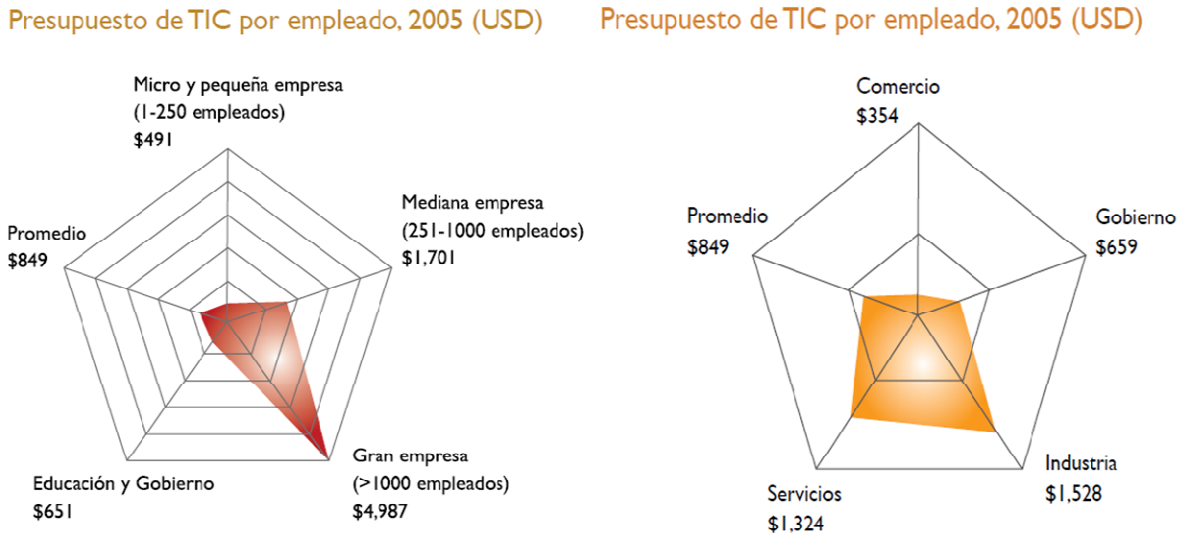 Presupuesto de TIC por empleado, 2005 (USD)
Micro y pequeña empresa
(1-250 empleados)
$491
Mediana empresa
(251-1000 empleados)
$1,701
Promedio
$849
Gran empresa
(>1000 empleados)
$4,987
Educación y Gobierno
$651
Presupuesto de TIC por empleado, 2005 (USD)
Comercio
$354
Promedio
$849
Gobierno
$659
Industria
$1,528
Servicios
$1,324